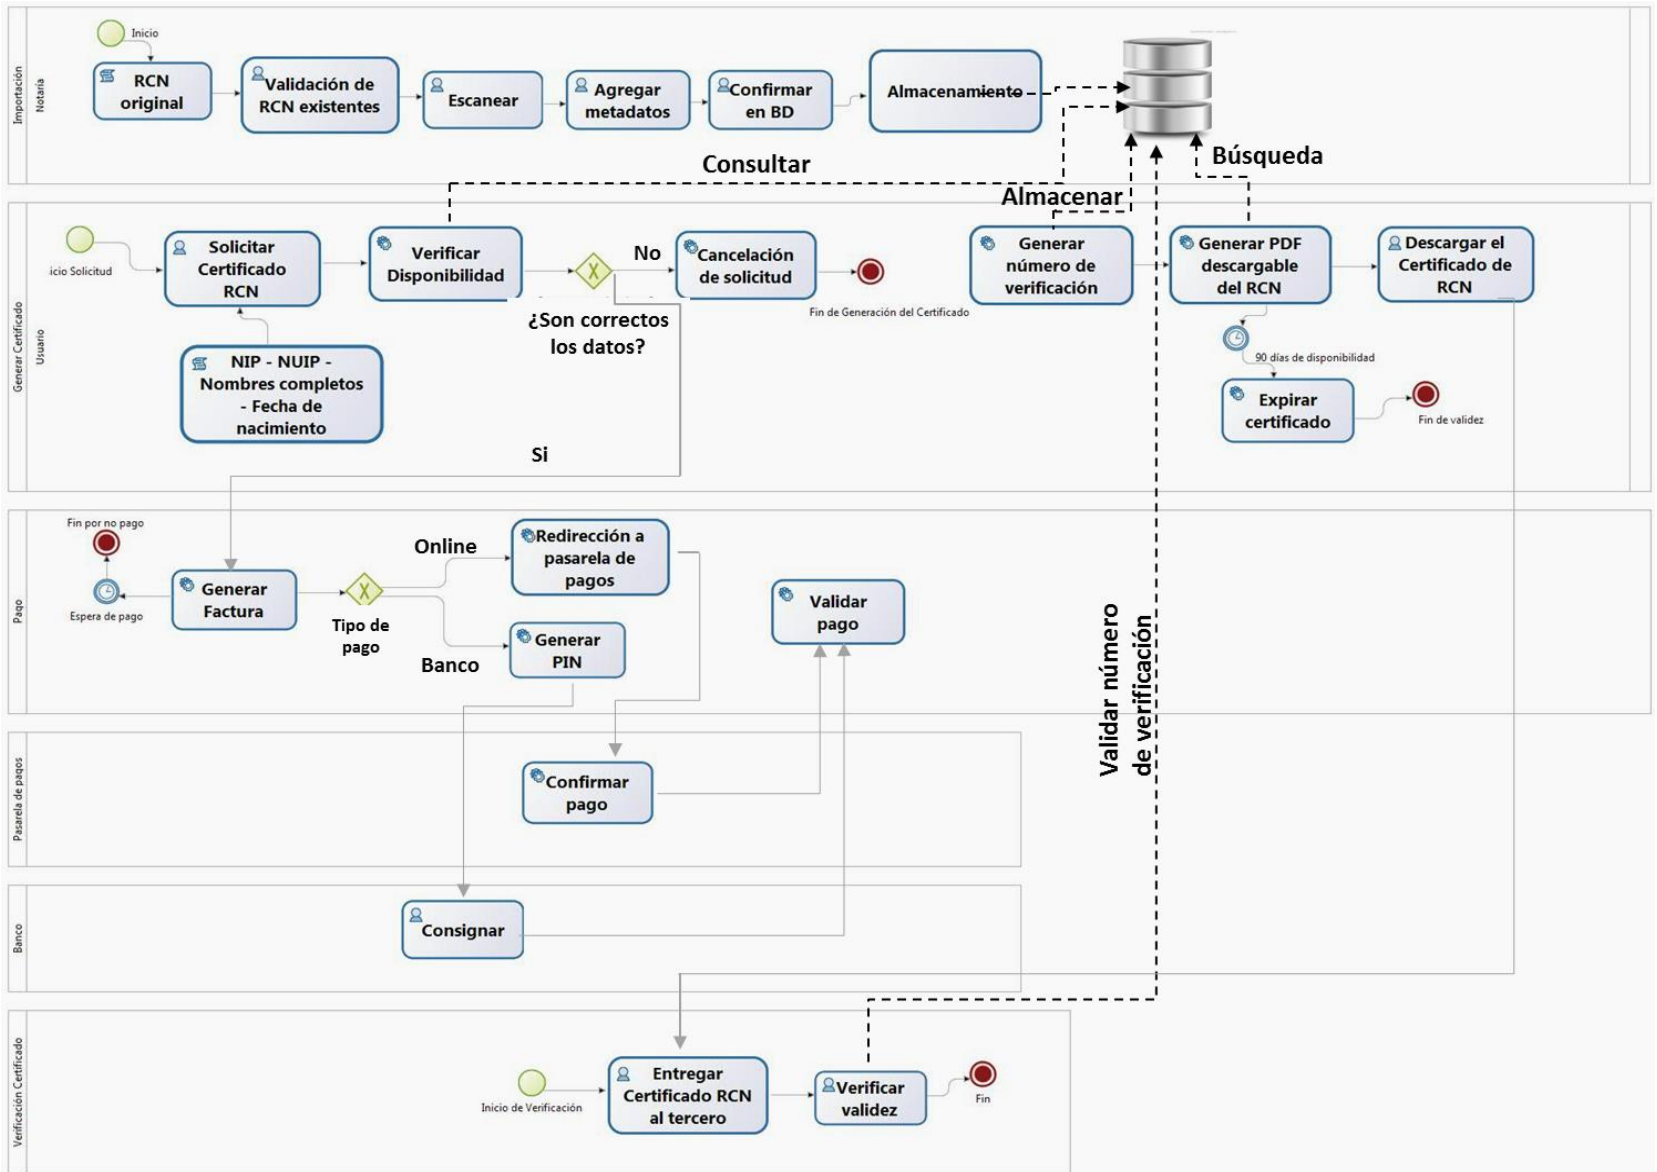 Importación
Notaría
Inicio
RCN
original
Validación de
RCN existentes
Escanear
Agregar
metadatos
Confirmar
en BD
Almacenamiento
Consultar
Almacenar
Búsqueda
Generar Certificado
Usuario
icio Solicitud
Solicitar
Certificado
RCN
Verificar
Disponibilidad
No
Cancelación
de solicitud
Fin de Generación del Certificado
¿Son correctos
los datos?
Generar
número de
verificación
Generar PDF
descargable
del RCN
Descargar el
Certificado de
RCN
NIP - NUIP -
Nombres completos
- Fecha de
nacimiento
90 días de disponibilidad
Expirar
certificado
Fin de validez
Si
Pago
Fin por no pago
Espera de pago
Generar
Factura
Tipo de
pago
Online
Banco
Redirección a
pasarela de
pagos
Generar
PIN
Validar
pago
Validar número
de verificación
Pasarela de pagos
Confirmar
pago
Banco
Consignar
Verificación Certificado
Inicio de Verificación
Entregar
Certificado RCN
al tercero
Verificar
validez
Fin